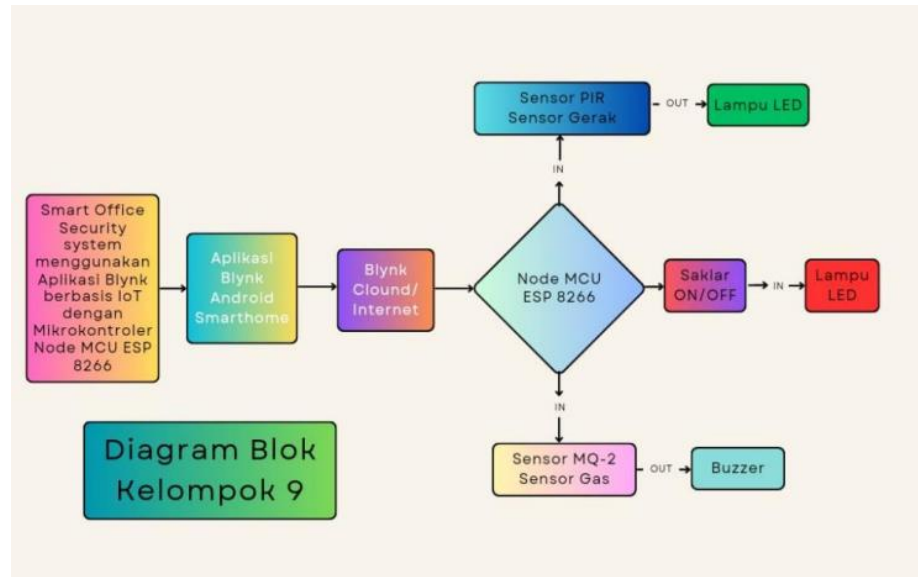 Smart Office
Security
system
menggunakan
Aplikasi Blynk
berbasis IoT
dengan
Mikrokontroler
Node MCU ESP
8266
Aplikasi
Blynk
Android
Smarthome
Blynk
Clound/
Internet
Node MCU
ESP 8266
IN
Sensor PIR
Sensor Gerak
OUT
Lampu LED
Saklar
ON/OFF
IN
Lampu
LED
IN
Sensor MQ-2
Sensor Gas
OUT
Buzzer
Diagram Blok
Kelompok 9